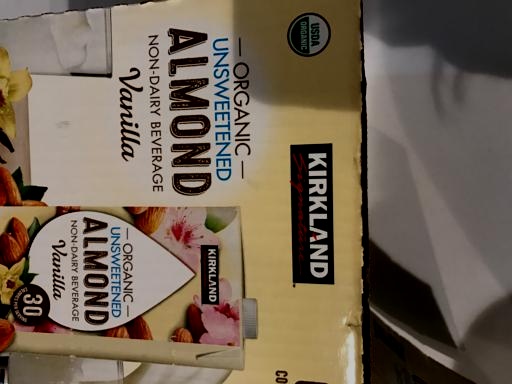 USDA
ORGANIC
KIRKLAND
Signature
ORGANIC
UNSWEETENED
ALMOND
NON-DAIRY BEVERAGE
Vanilla
KIRKLAND
ORGANIC
UNSWEETENED
ALMOND
NON-DAIRY BEVERAGE
Vanilla
30
CO